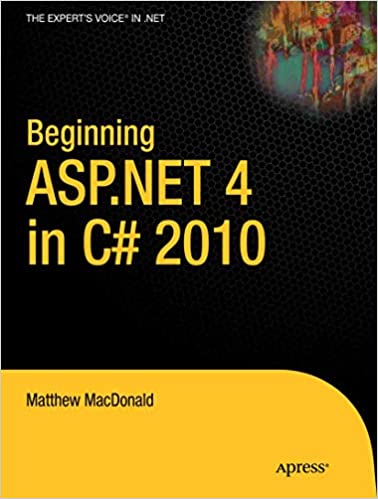 THE EXPERT'S VOICE® IN .NET
Beginning
ASP.NET 4
in C# 2010
Matthew MacDonald
Apress®